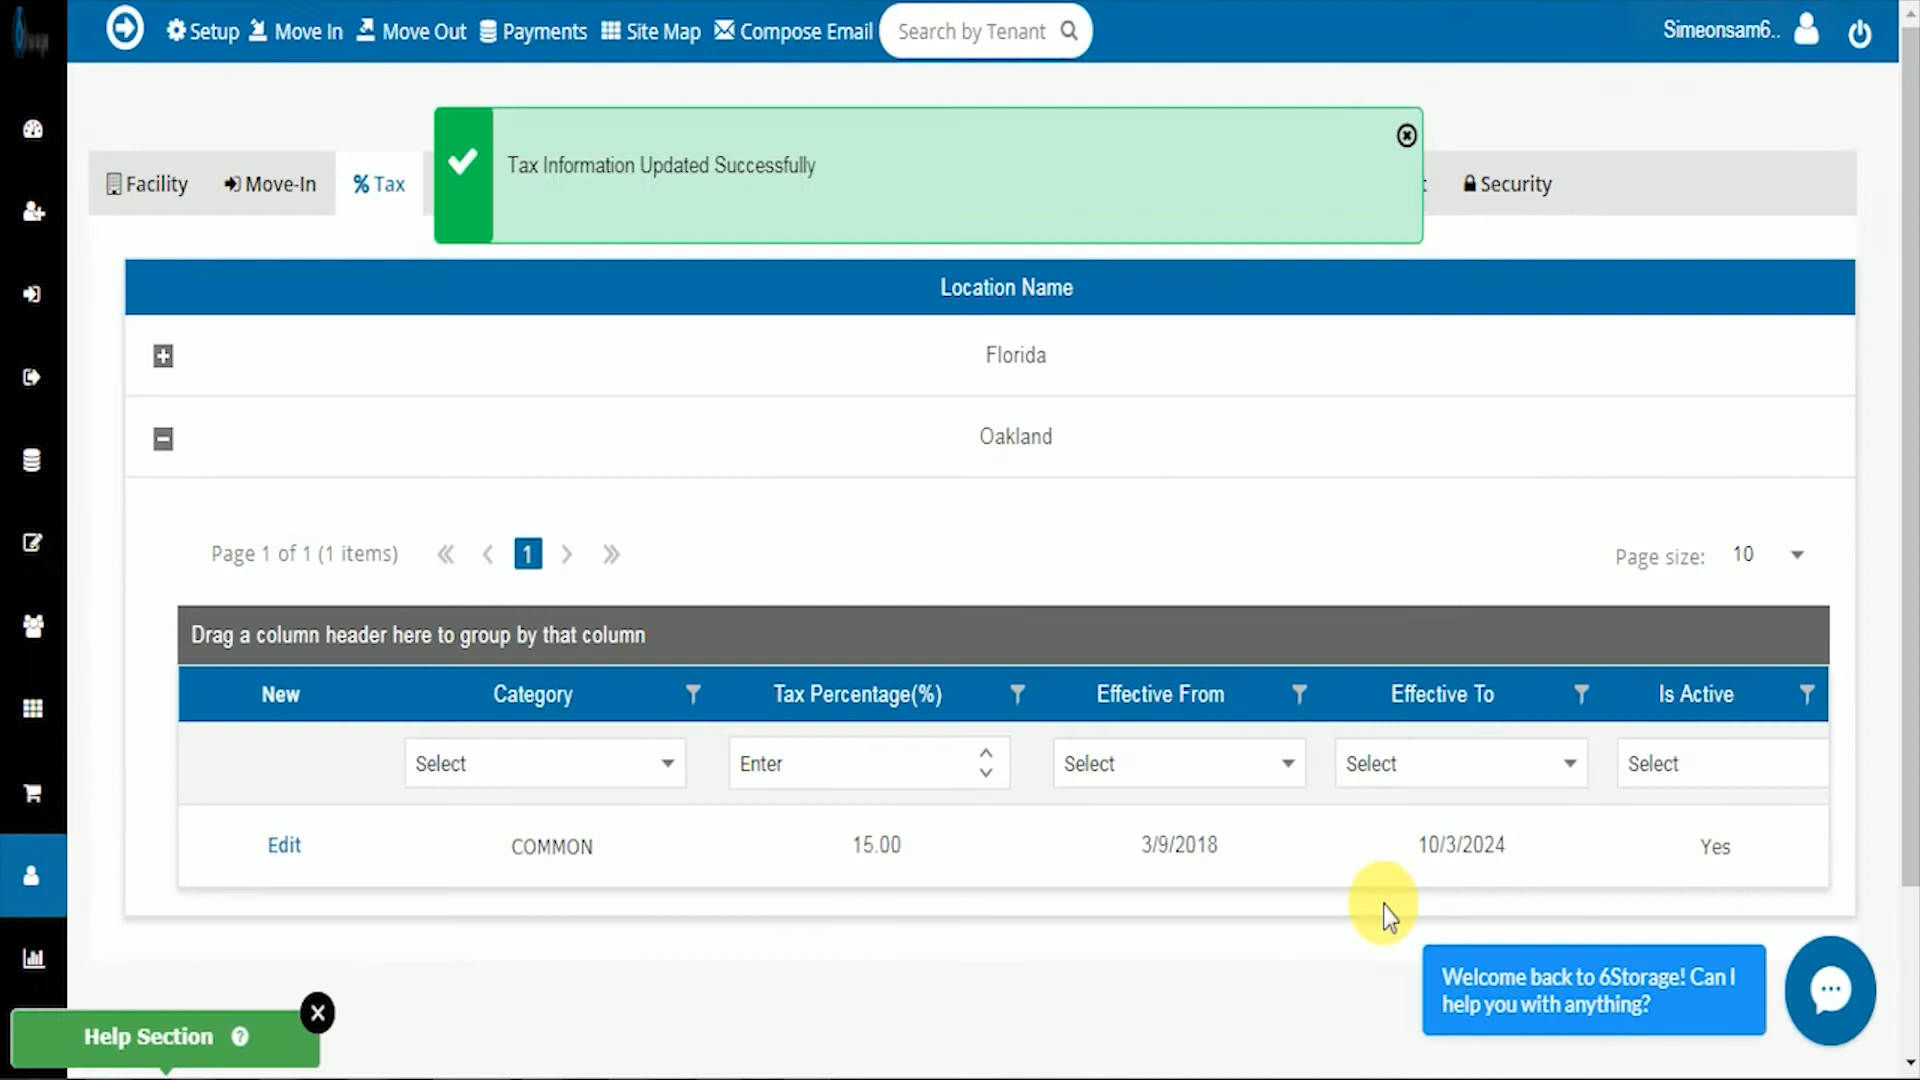 Setup Move In Move Out Payments Site Map Compose Email Search by Tenant Simeonsam6..
Tax Information Updated Successfully
Facility Move-In % Tax Security
Location Name
Florida
Oakland
Page 1 of 1 (1 items) 1 Page size: 10
Drag a column header here to group by that column
New Category Tax Percentage(%) Effective From Effective To Is Active
Select Enter Select Select Select
Edit COMMON 15.00 3/9/2018 10/3/2024 Yes
Welcome back to 6Storage! Can I
help you with anything?
Help Section ?